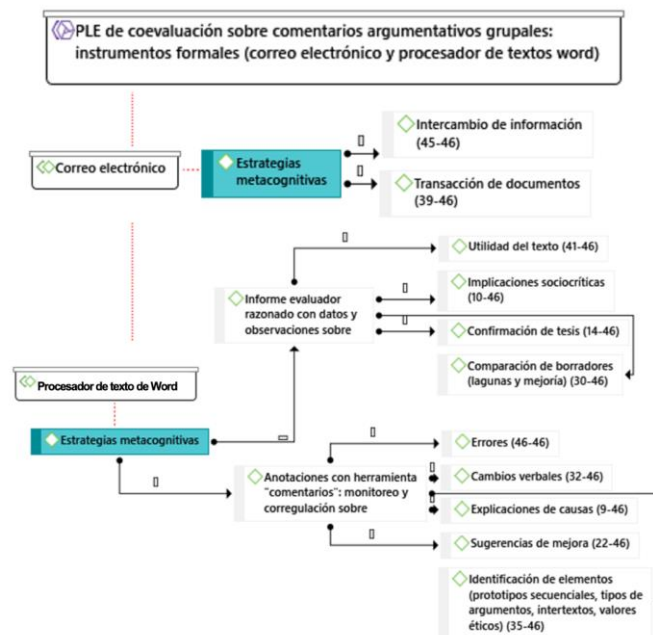 PLE de coevaluación sobre comentarios argumentativos grupales:
instrumentos formales (correo electrónico y procesador de textos word)
Correo electrónico
Estrategias
metacognitivas
Intercambio de información
(45-46)
Transacción de documentos
(39-46)
Utilidad del texto (41-46)
Informe evaluador
razonado con datos y
observaciones sobre
Implicaciones sociocríticas
(10-46)
Confirmación de tesis (14-46)
Comparación de borradores
(lagunas y mejoría) (30-46)
Procesador de texto de Word
Estrategias metacognitivas
Anotaciones con herramienta
"comentarios": monitoreo y
corregulación sobre
Errores (46-46)
Cambios verbales (32-46)
Explicaciones de causas (9-46)
Sugerencias de mejora (22-46)
Identificación de elementos
(prototipos secuenciales, tipos de
argumentos, intertextos, valores
éticos) (35-46)